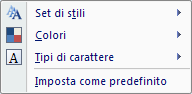 Set di stili
Colori
Tipi di carattere
Imposta come predefinito